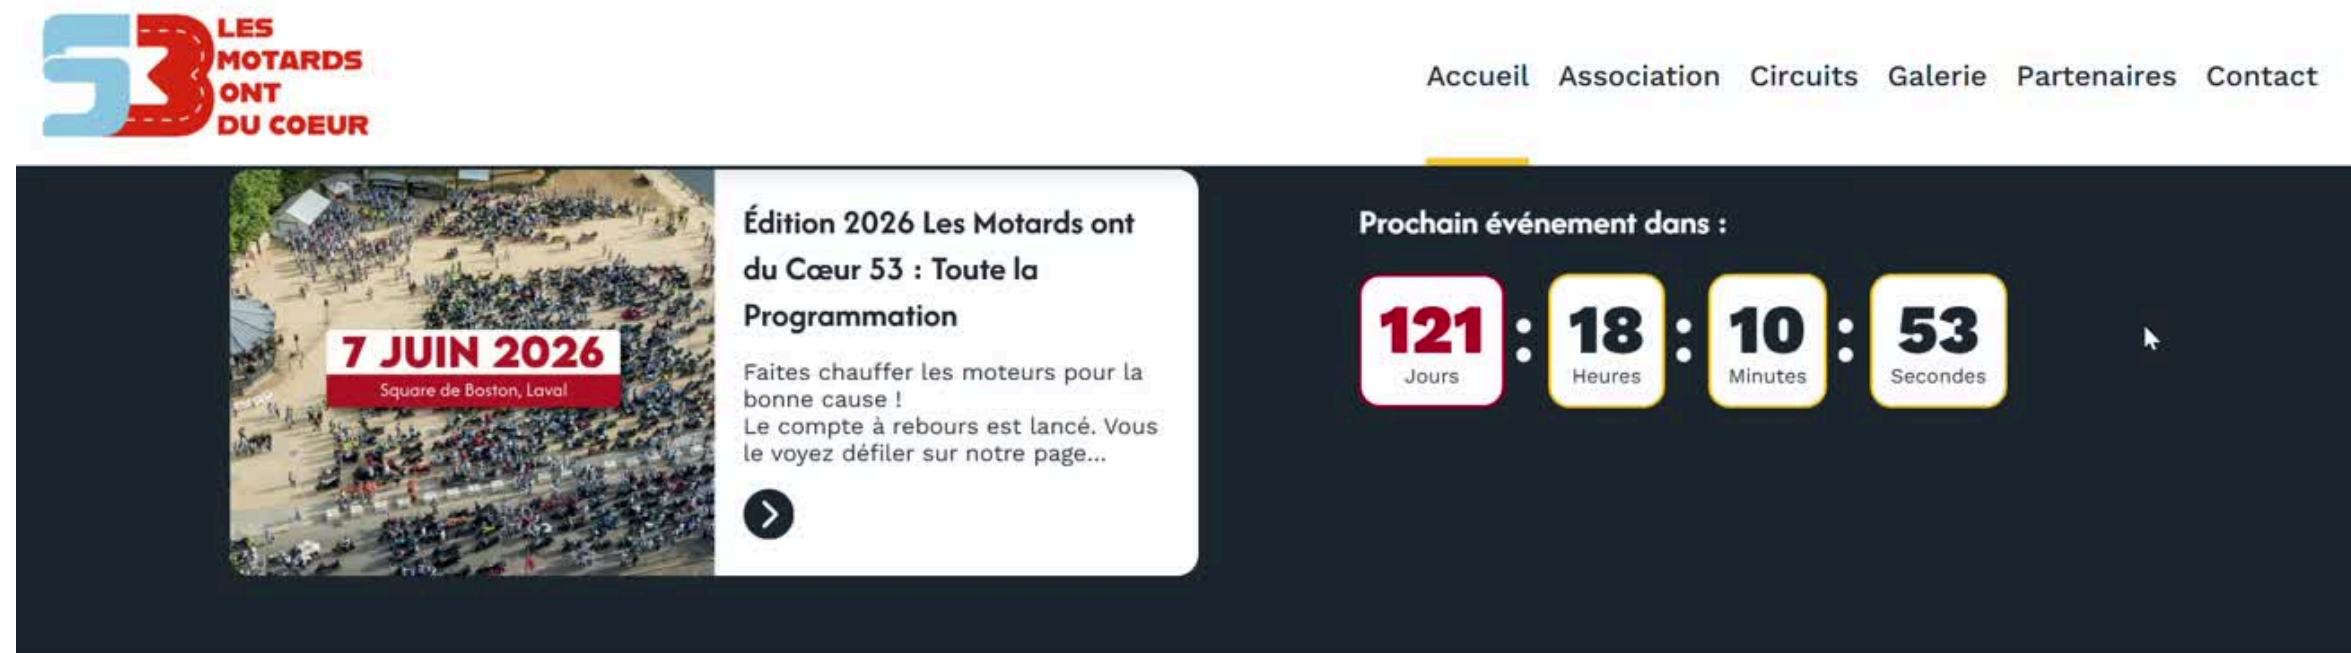 53
LES
MOTARDS
ONT
DU COEUR
Accueil Association Circuits Galerie Partenaires Contact
7 JUIN 2026
Square de Boston, Laval
Édition 2026 Les Motards ont
du Cœur 53 : Toute la
Programmation
Faites chauffer les moteurs pour la
bonne cause !
Le compte à rebours est lancé. Vous
le voyez défiler sur notre page...
Prochain événement dans :
121 : 18 : 10 : 53
Jours Heures Minutes Secondes